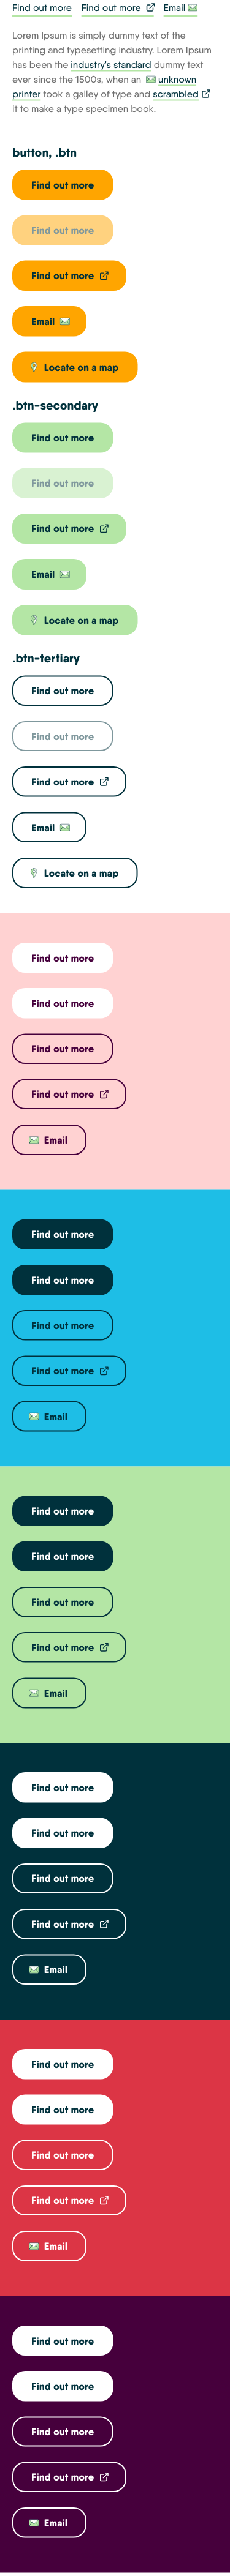 Find out more Find out more Email
Lorem Ipsum is simply dummy text of the
printing and typesetting industry. Lorem Ipsum
has been the industry's standard dummy text
ever since the 1500s, when an unknown
printer took a galley of type and scrambled
it to make a type specimen book.
button, .btn
Find out more
Find out more
Find out more
Email
Locate on a map
.btn-secondary
Find out more
Find out more
Find out more
Email
Locate on a map
.btn-tertiary
Find out more
Find out more
Find out more
Email
Locate on a map
Find out more
Find out more
Find out more
Find out more
Email
Find out more
Find out more
Find out more
Find out more
Email
Find out more
Find out more
Find out more
Find out more
Email
Find out more
Find out more
Find out more
Find out more
Email
Find out more
Find out more
Find out more
Find out more
Email
Find out more
Find out more
Find out more
Find out more
Email